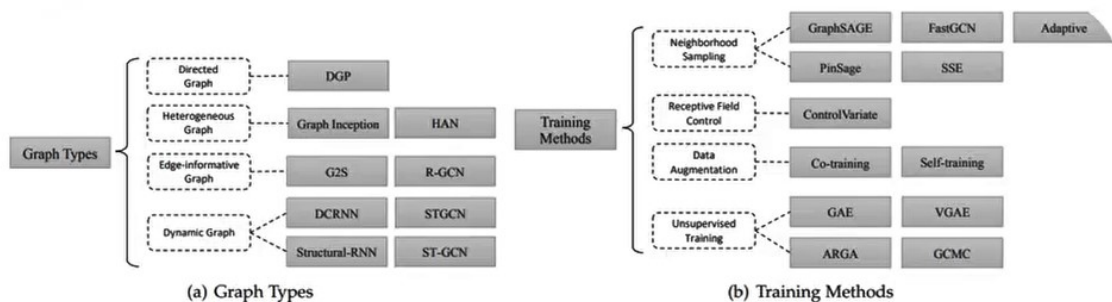 Graph Types
Directed
Graph
DGP
Heterogeneous
Graph
Graph Inception
HAN
Edge-informative
Graph
G2S
R-GCN
Dynamic Graph
DCRNN
STGCN
Structural-RNN
ST-GCN
(a) Graph Types
Training
Methods
Neighborhood
Sampling
GraphSAGE
FastGCN
Adaptive
PinSage
SSE
Receptive Field
Control
ControlVariate
Data
Augmentation
Co-training
Self-training
Unsupervised
Training
GAE
VGAE
ARGA
GCMC
(b) Training Methods